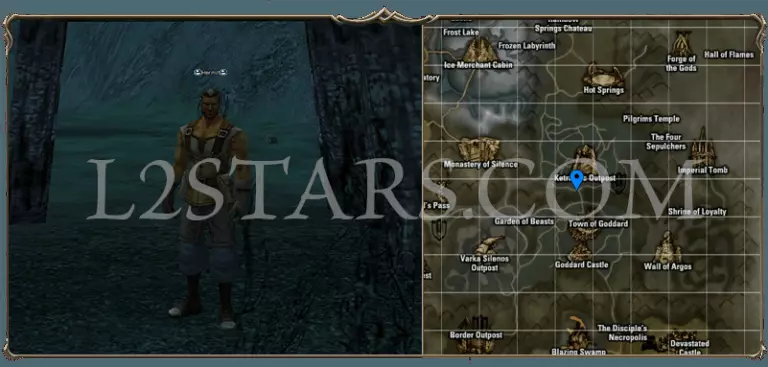 Frost Lake
Springs Chateau
Frozen Labyrinth
Ice Merchant Cabin
Forge of
the Gods
Hall of Flames
Hot Springs
Pilgrims Temple
The Four
Sepulchers
Monastery of Silence
Imperial Tomb
L2STARS.COM
Outpost
Garden of Beasts
Town of Goddard
Shrine of Loyalty
Varka Silenos
Outpost
Goddard Castle
Wall of Argos
Border Outpost
The Disciple's
Necropolis
Devastated
Castle
Blazing Swamp